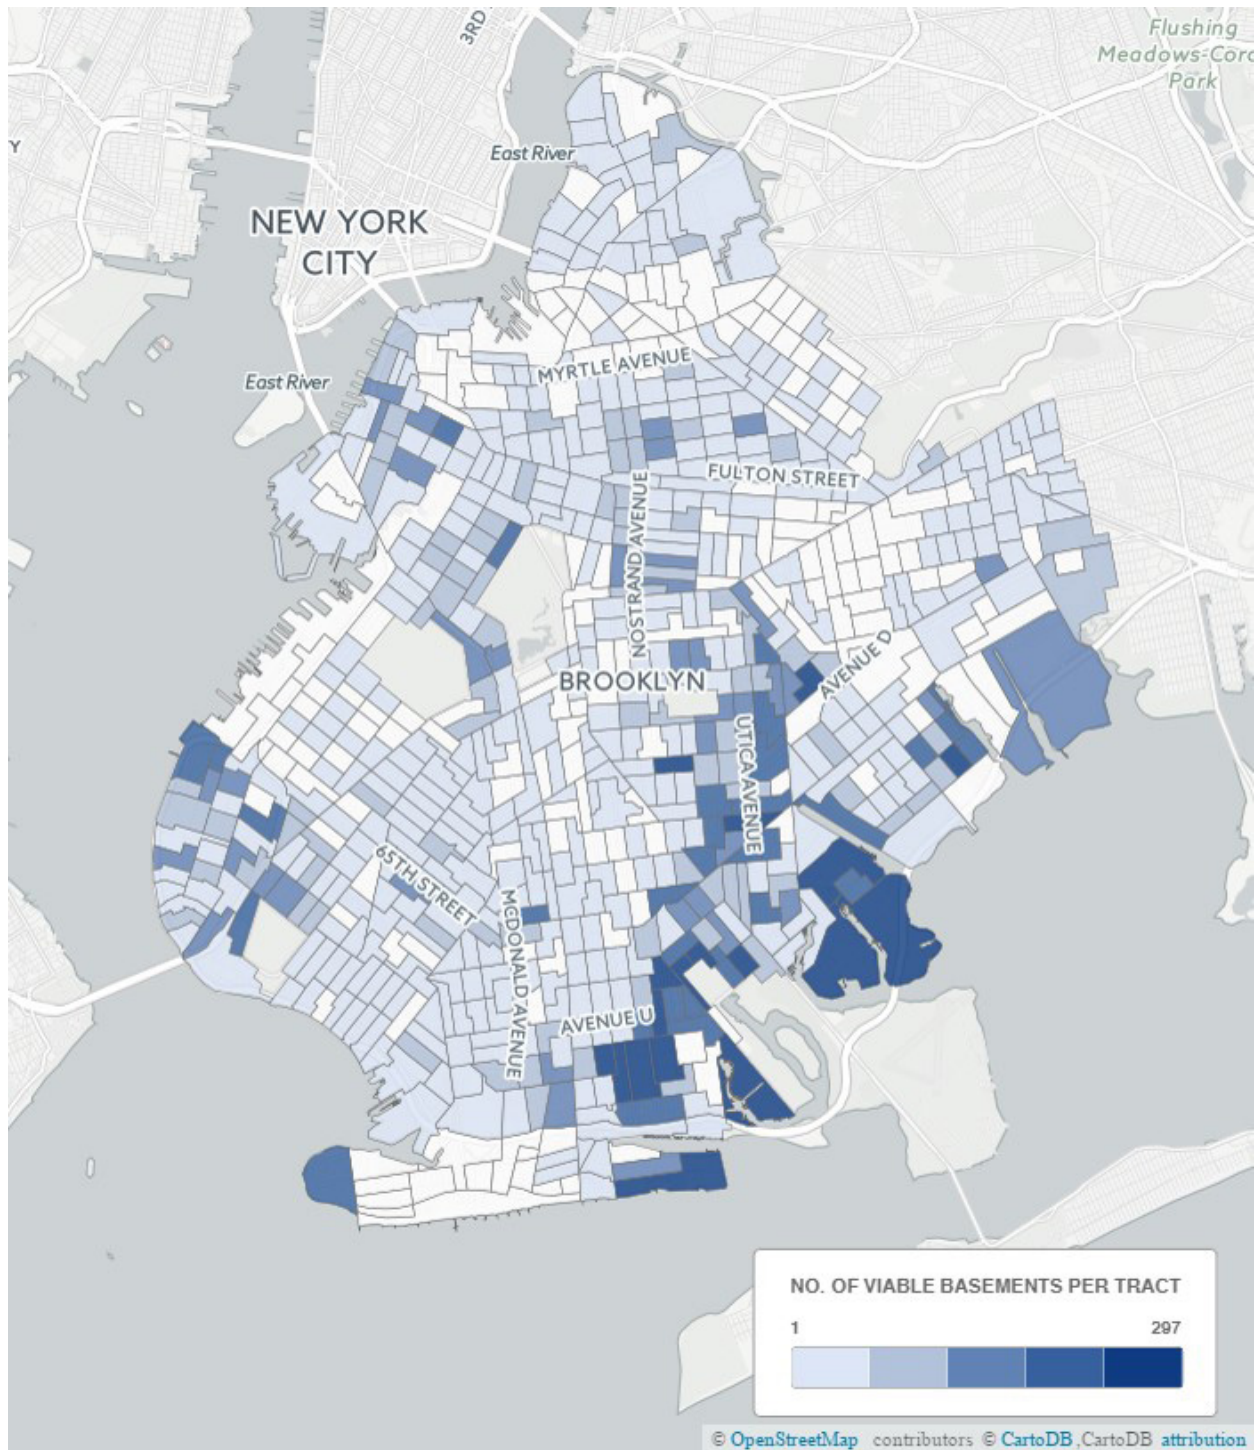 3RD
Flushing
Meadows-Coro
Park
Y
East River
NEW YORK
CITY
MYRTLE AVENUE
East River
FULTON STREET
NOSTRAND AVENUE
AVENUE D
BROOKLYN
UTICA AVENUE
65TH STREET
MCDONALD AVENUE
AVENUE U
NO. OF VIABLE BASEMENTS PER TRACT
1 297
© OpenStreetMap contributors © CartoDB ,CartoDB attribution